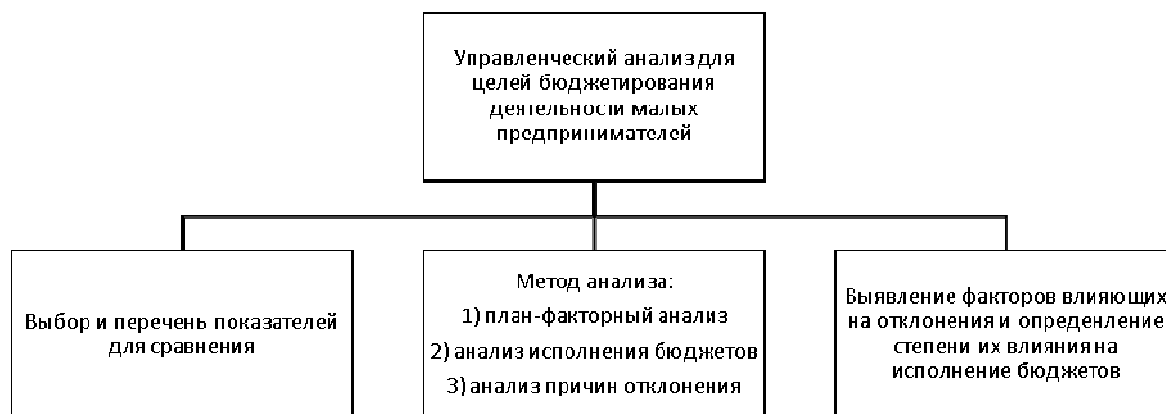 Управленческий анализ для
целей бюджетирования
деятельности малых
предпринимателей
Выбор и перечень показателей
для сравнения
Метод анализа:
1) план-факторный анализ
2) анализ исполнения бюджетов
3) анализ причин отклонения
Выявление факторов влияющих
на отклонения и определение
степени их влияния на
исполнение бюджетов